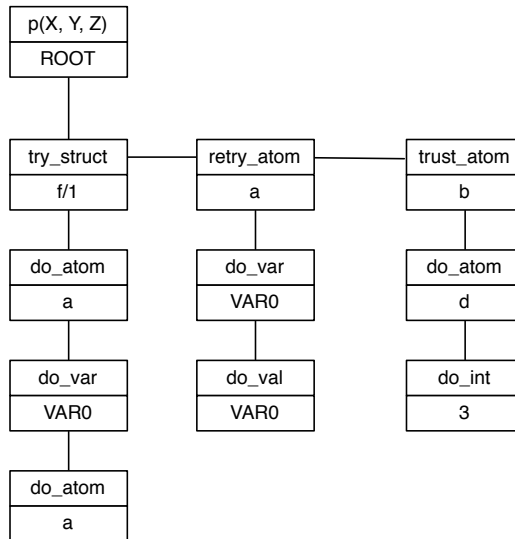 p(X, Y, Z)
ROOT
try_struct
f/1
retry_atom
a
trust_atom
b
do_atom
a
do_var
VAR0
do_atom
d
do_var
VAR0
do_val
VAR0
do_int
3
do_atom
a